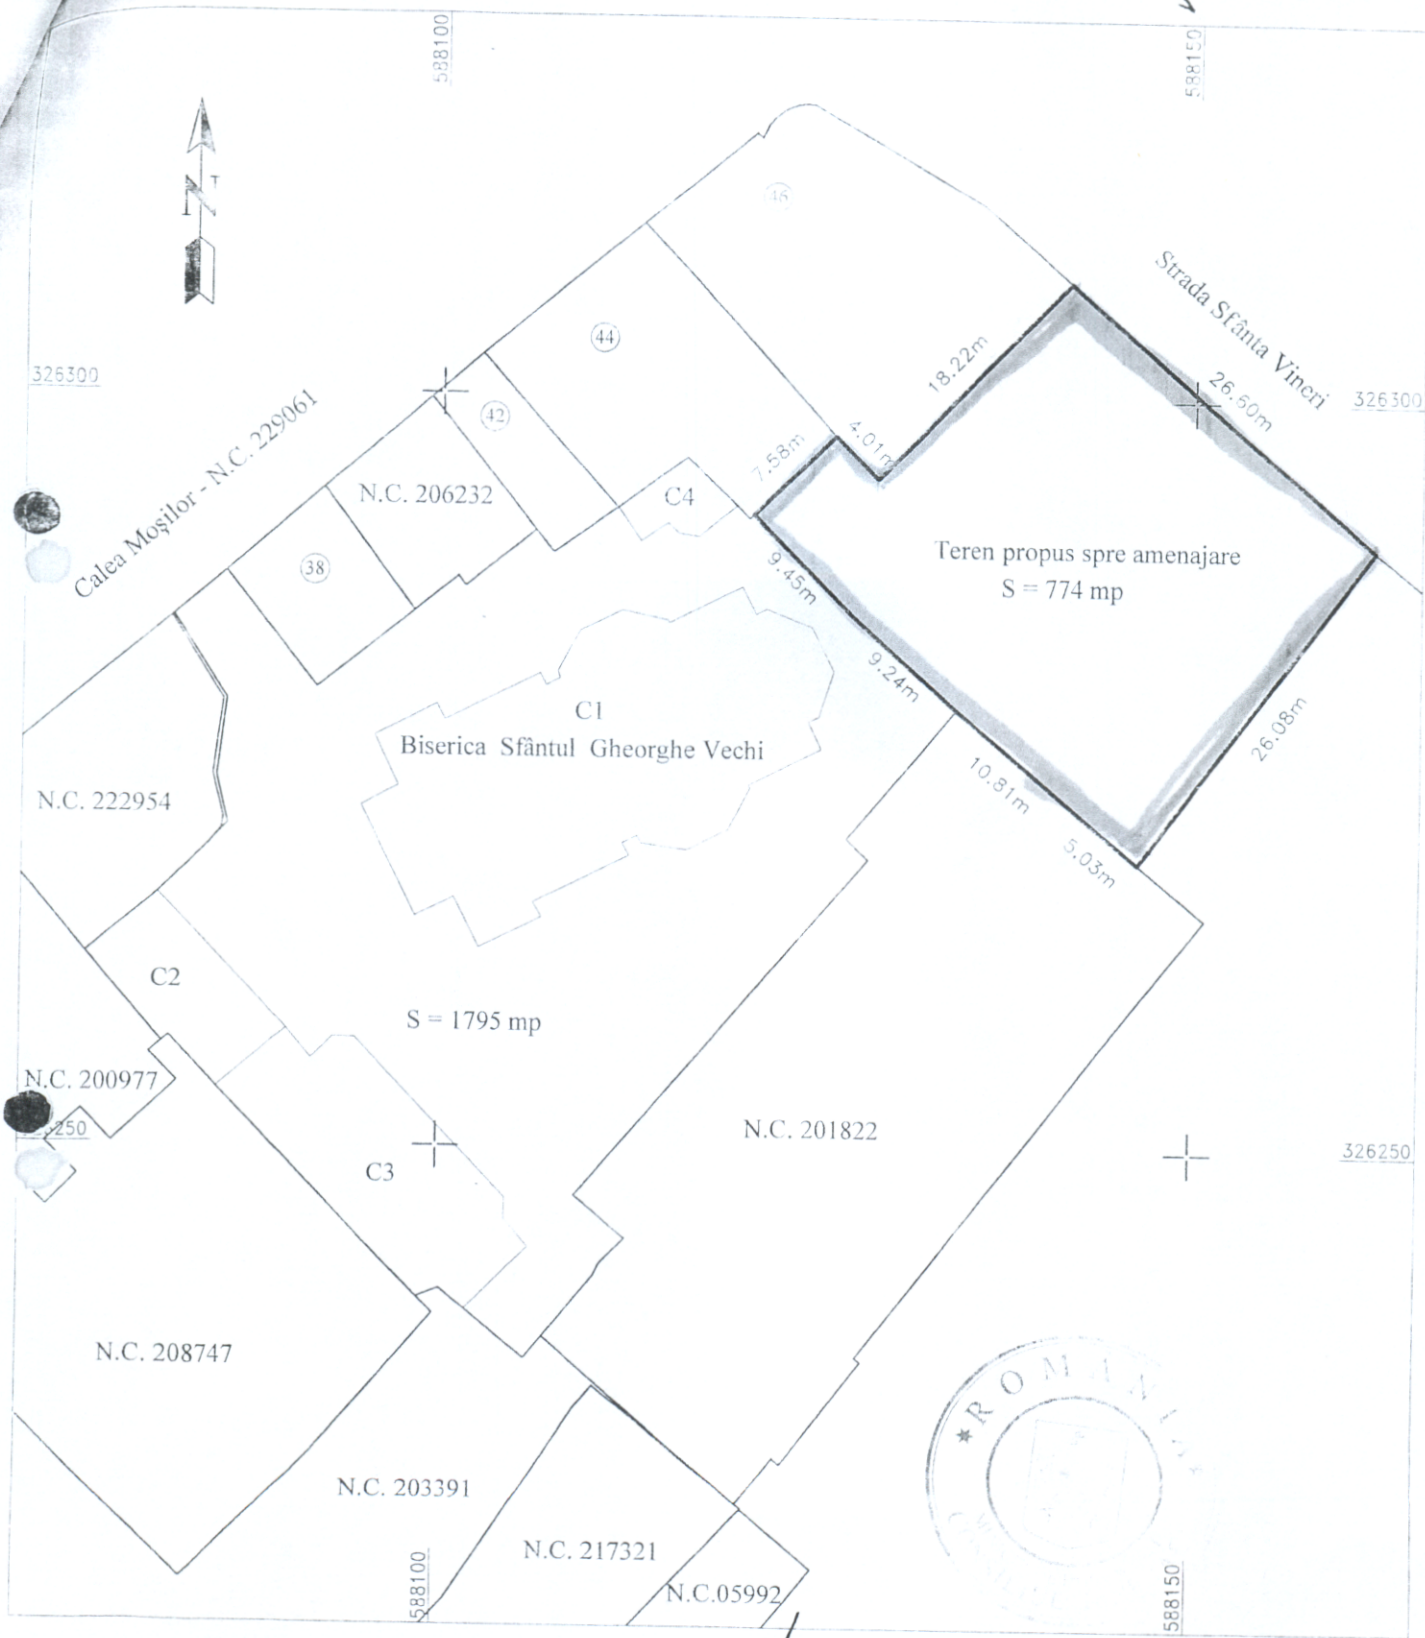 588100
588150
N
46
Strada Sfânta Vineri
44
18.22m
326300
26.60m
326300
42
Calea Moşilor - N.C. 229061
4.01m
7.58m
N.C. 206232
C4
Teren propus spre amenajare
S = 774 mp
38
9.45m
9.24m
C1
Biserica Sfântul Gheorghe Vechi
26.08m
10.81m
N.C. 222954
5.03m
C2
S = 1795 mp
N.C. 200977
250
N.C. 201822
326250
C3
N.C. 208747
ROMANIA
N.C. 203391
N.C. 217321
N.C.05992
588100
588150